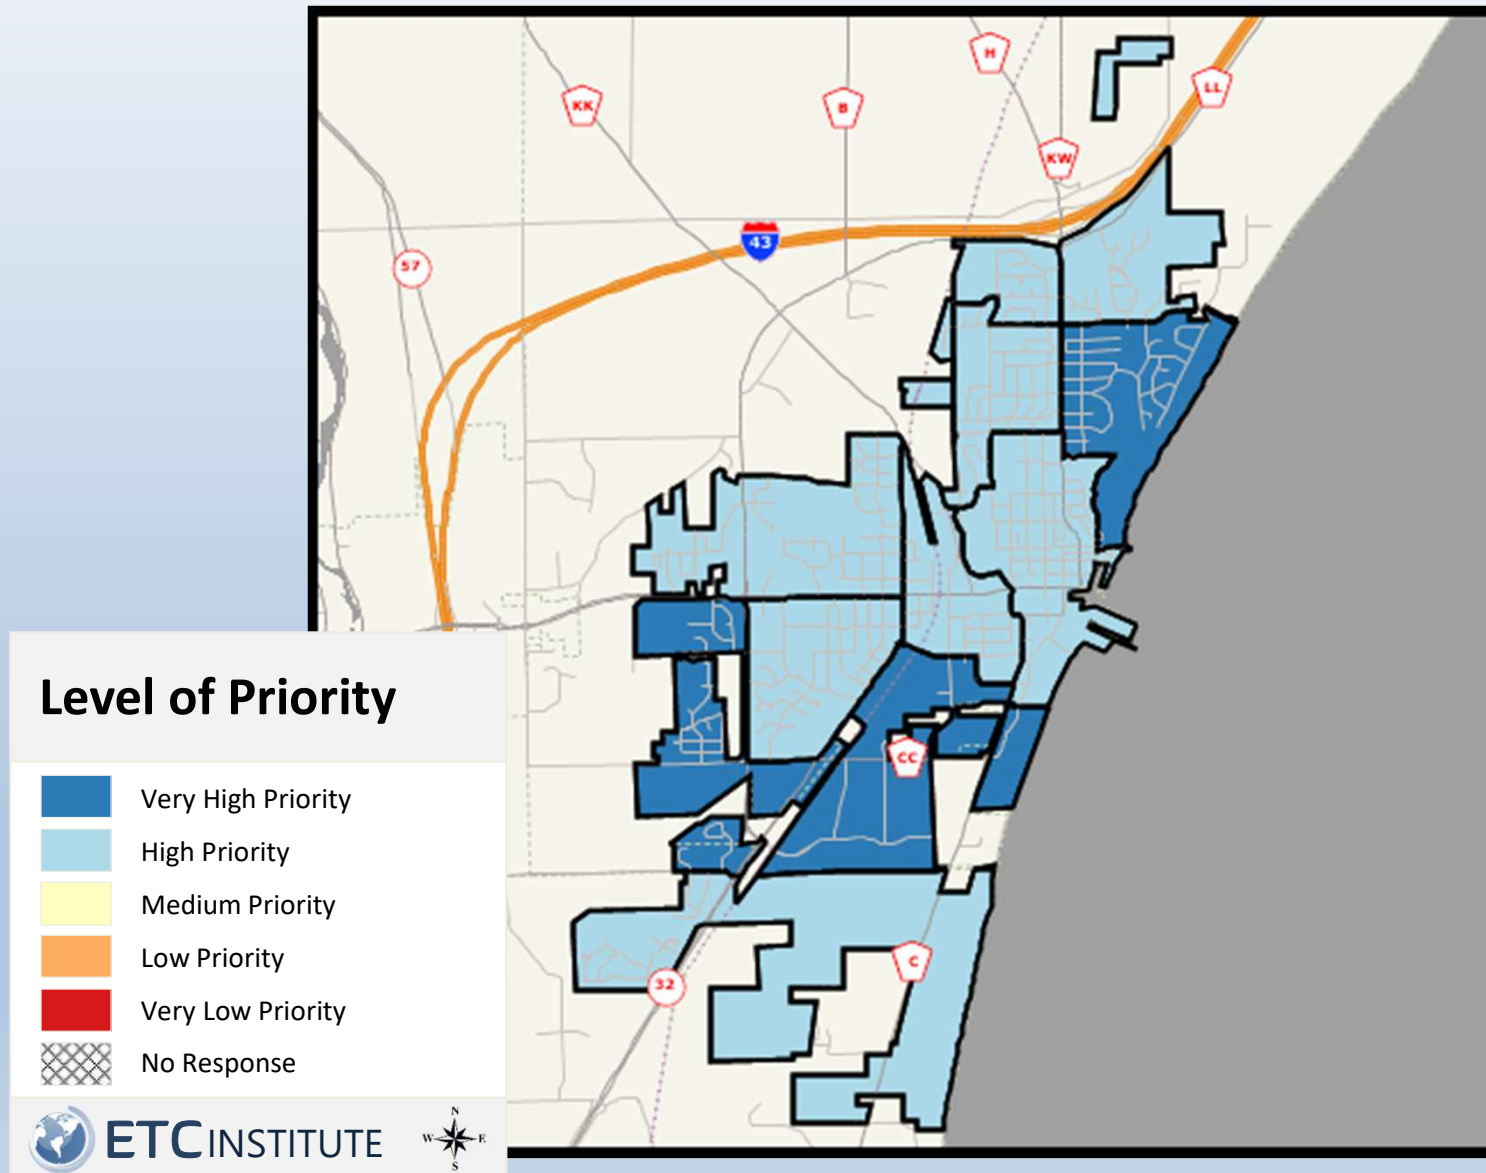 H
LL
KK
B
KW
43
57
CC
C
32
Level of Priority
Very High Priority
High Priority
Medium Priority
Low Priority
Very Low Priority
No Response
ETC INSTITUTE
N
W E
S